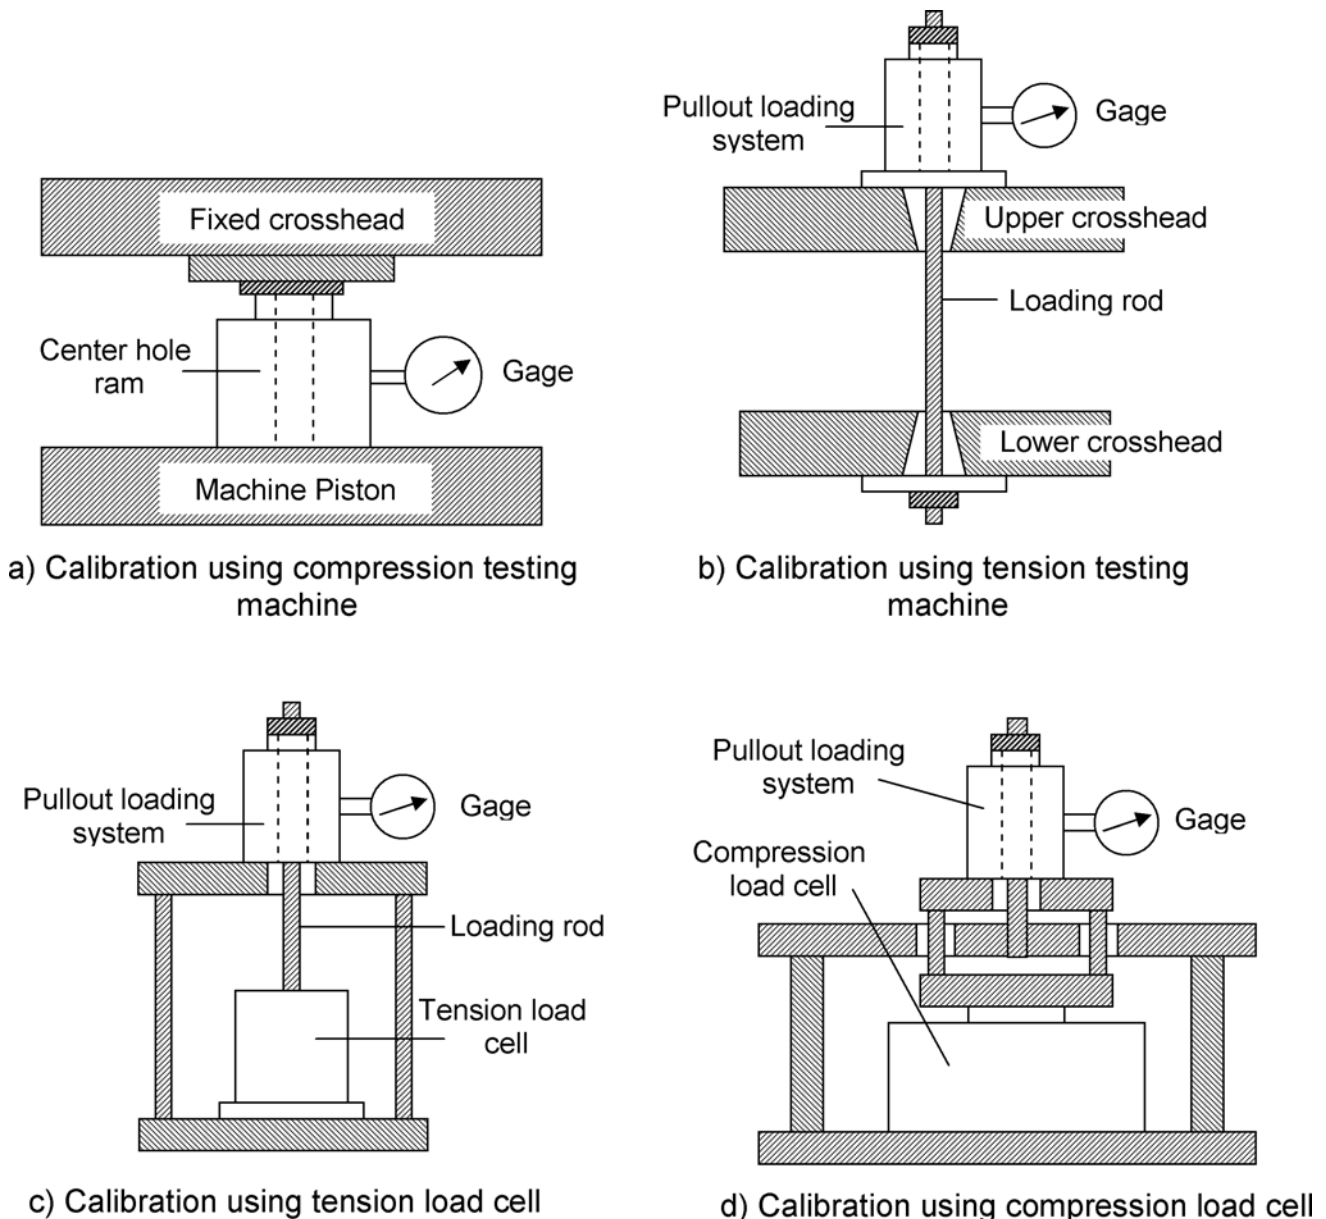 Fixed crosshead
Center hole
ram
Gage
Machine Piston
a) Calibration using compression testing
machine
Pullout loading
system
Gage
Upper crosshead
Loading rod
Lower crosshead
b) Calibration using tension testing
machine
Pullout loading
system
Gage
Loading rod
Tension load
cell
c) Calibration using tension load cell
Pullout loading
system
Gage
Compression
load cell
d) Calibration using compression load cell